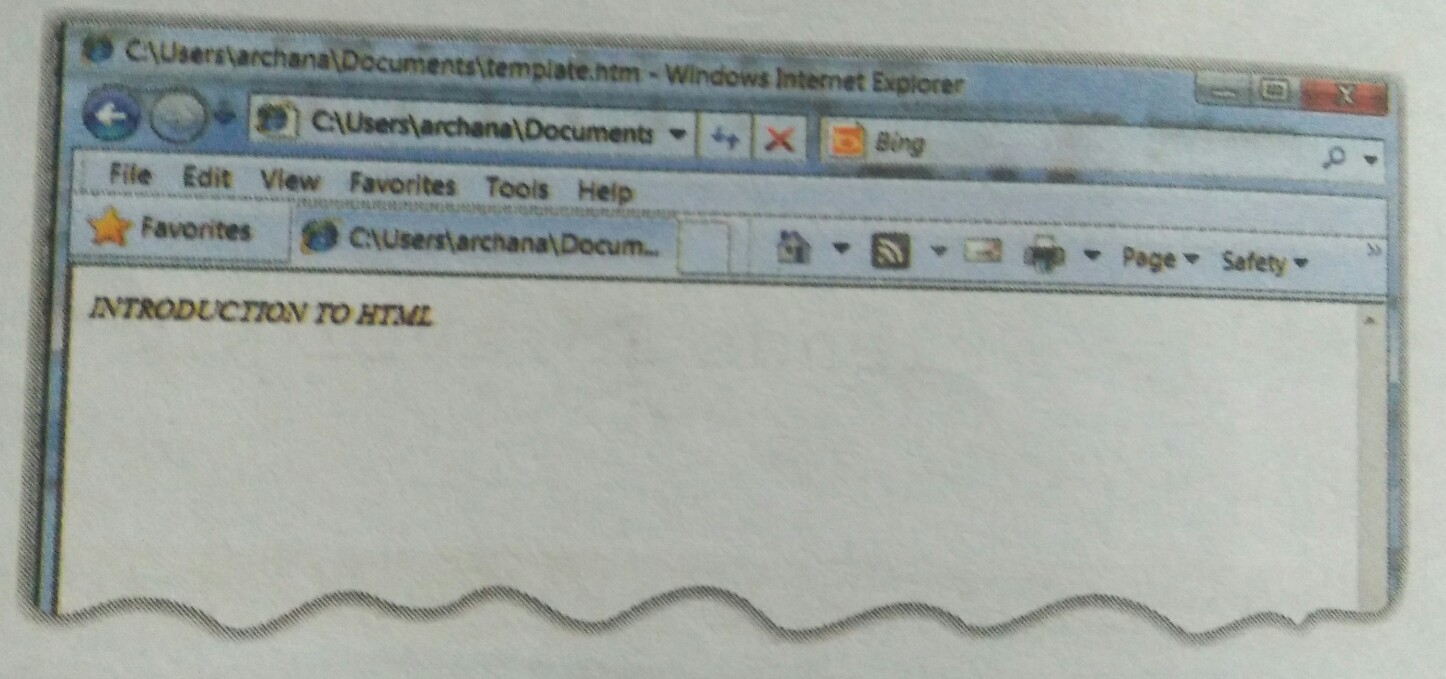 C:\Users\archana\Documents\template.htm - Windows Internet Explorer
C:\Users\archana\Documents Bing
File Edit View Favorites Tools Help
Favorites C:\Users\archana\Docum... Page Safety
INTRODUCTION TO HTML